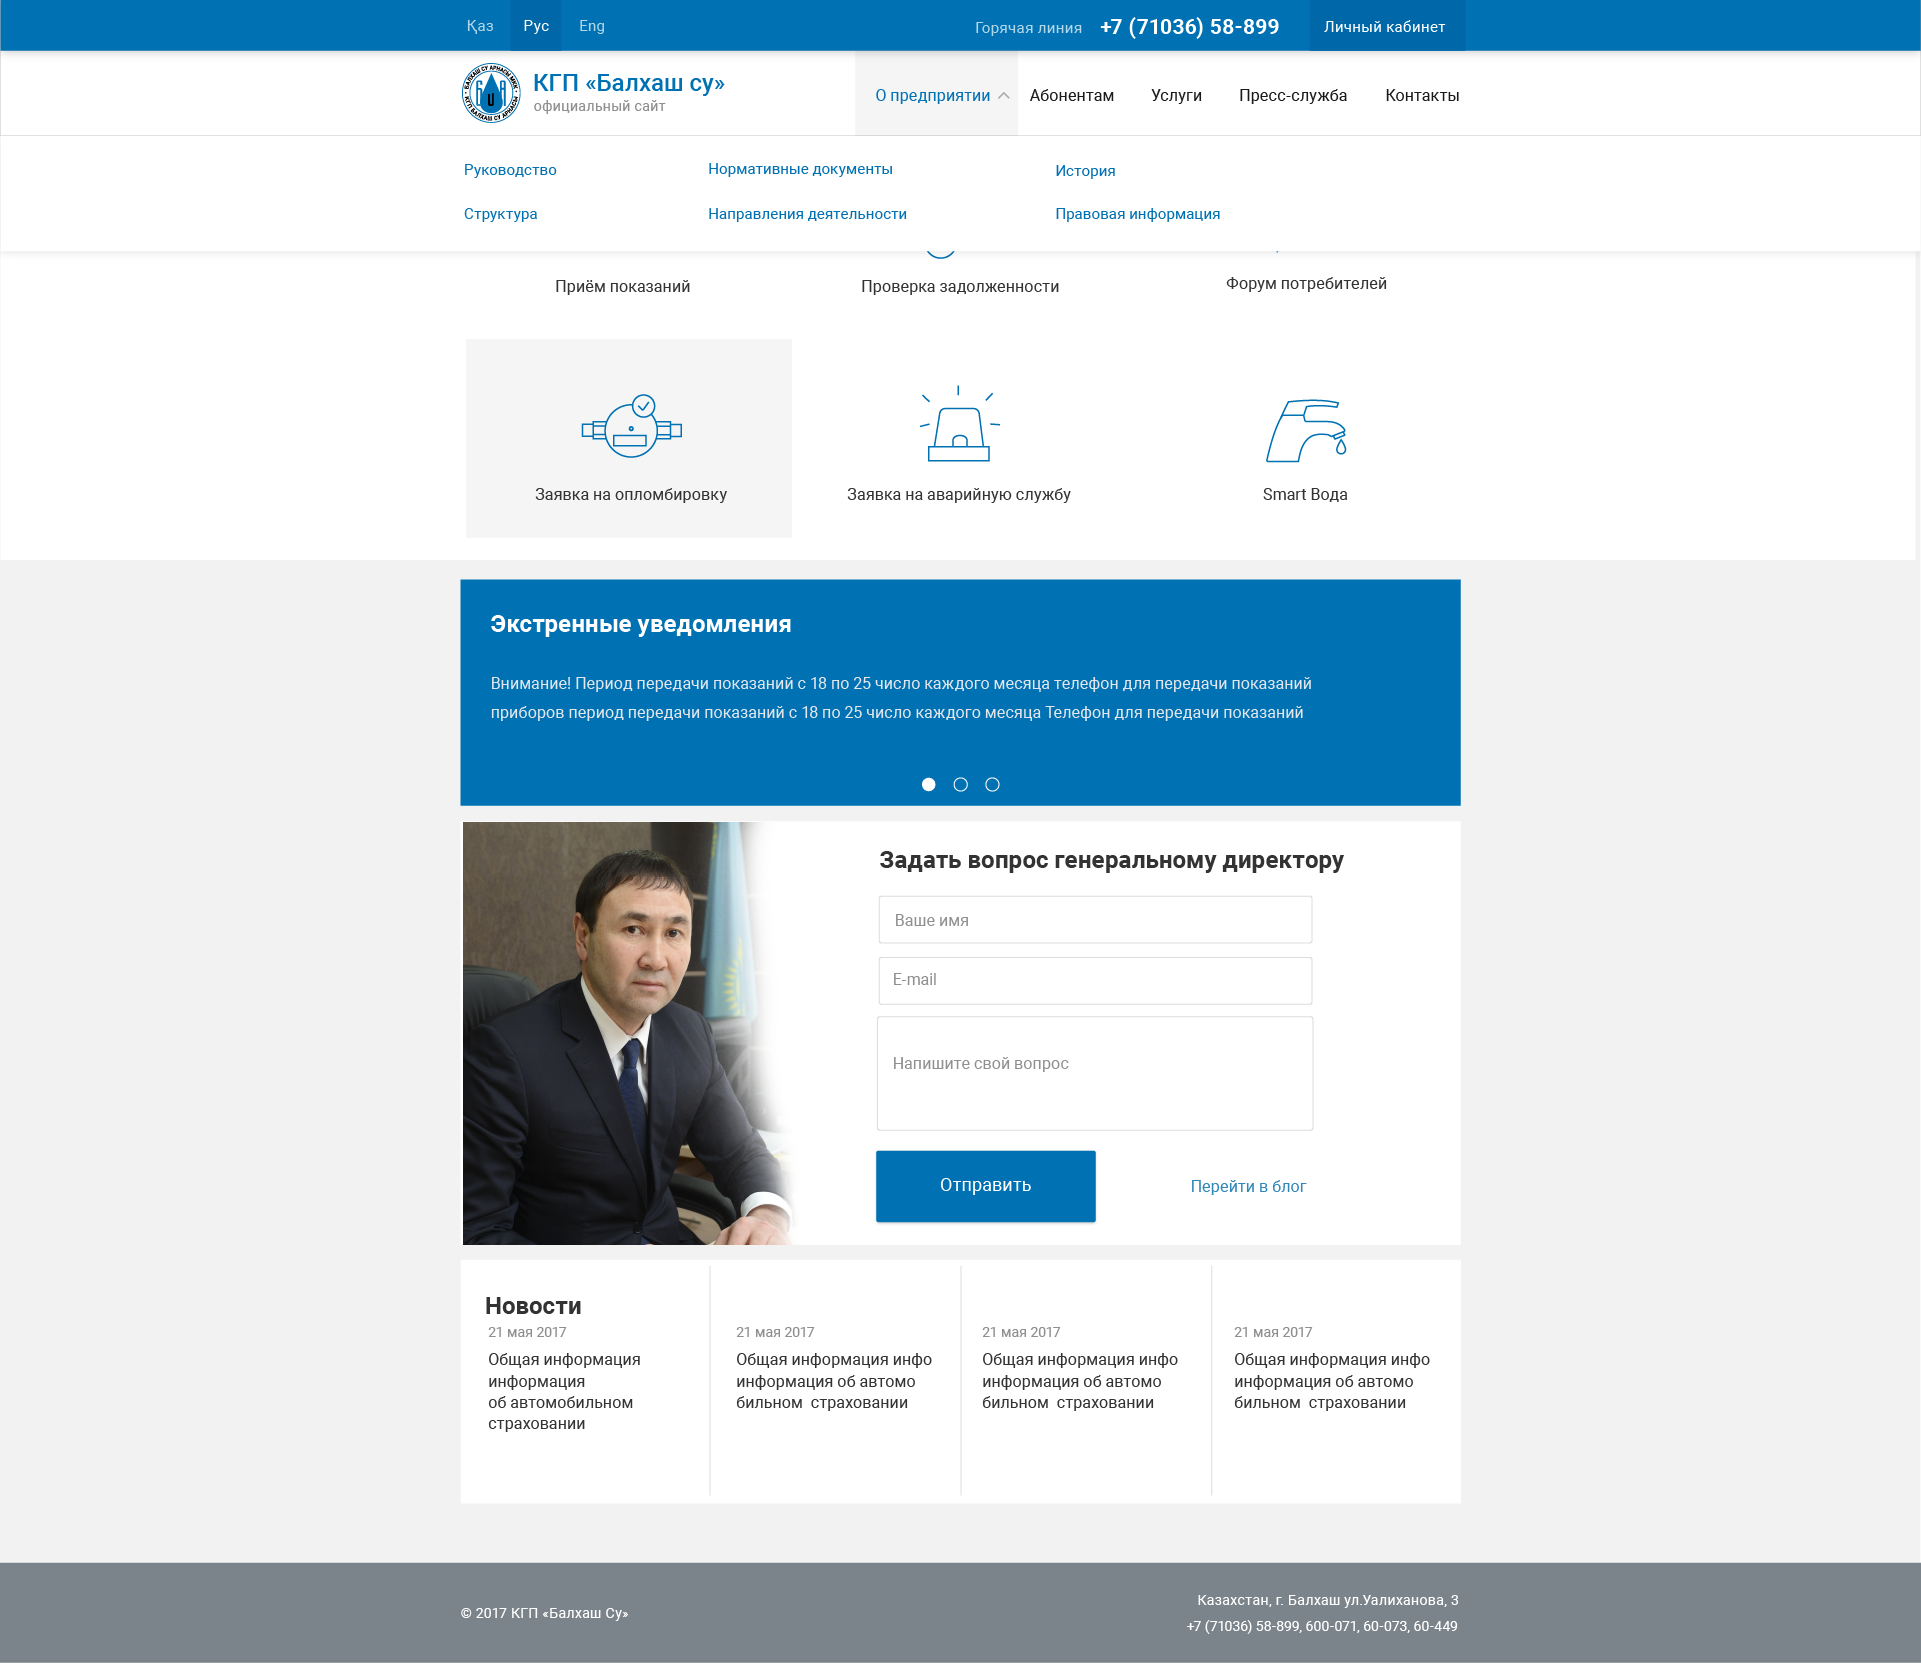 Қаз Рус Eng Горячая линия +7 (71036) 58-899 Личный кабинет
КГП «Балхаш су»
официальный сайт
О предприятии Абонентам Услуги Пресс-служба Контакты
Руководство Нормативные документы История
Структура Направления деятельности Правовая информация
Приём показаний Проверка задолженности Форум потребителей
Заявка на опломбировку Заявка на аварийную службу Smart Вода
Экстренные уведомления
Внимание! Период передачи показаний с 18 по 25 число каждого месяца телефон для передачи показаний
приборов период передачи показаний с 18 по 25 число каждого месяца Телефон для передачи показаний
Задать вопрос генеральному директору
Ваше имя
E-mail
Напишите свой вопрос
Отправить Перейти в блог
Новости
21 мая 2017
Общая информация
информация
об автомобильном
страховании
21 мая 2017
Общая информация инфо
информация об автомо
бильном  страховании
21 мая 2017
Общая информация инфо
информация об автомо
бильном  страховании
21 мая 2017
Общая информация инфо
информация об автомо
бильном  страховании
© 2017 КГП «Балхаш Су»
Казахстан, г. Балхаш ул.Уалиханова, 3
+7 (71036) 58-899, 600-071, 60-073, 60-449